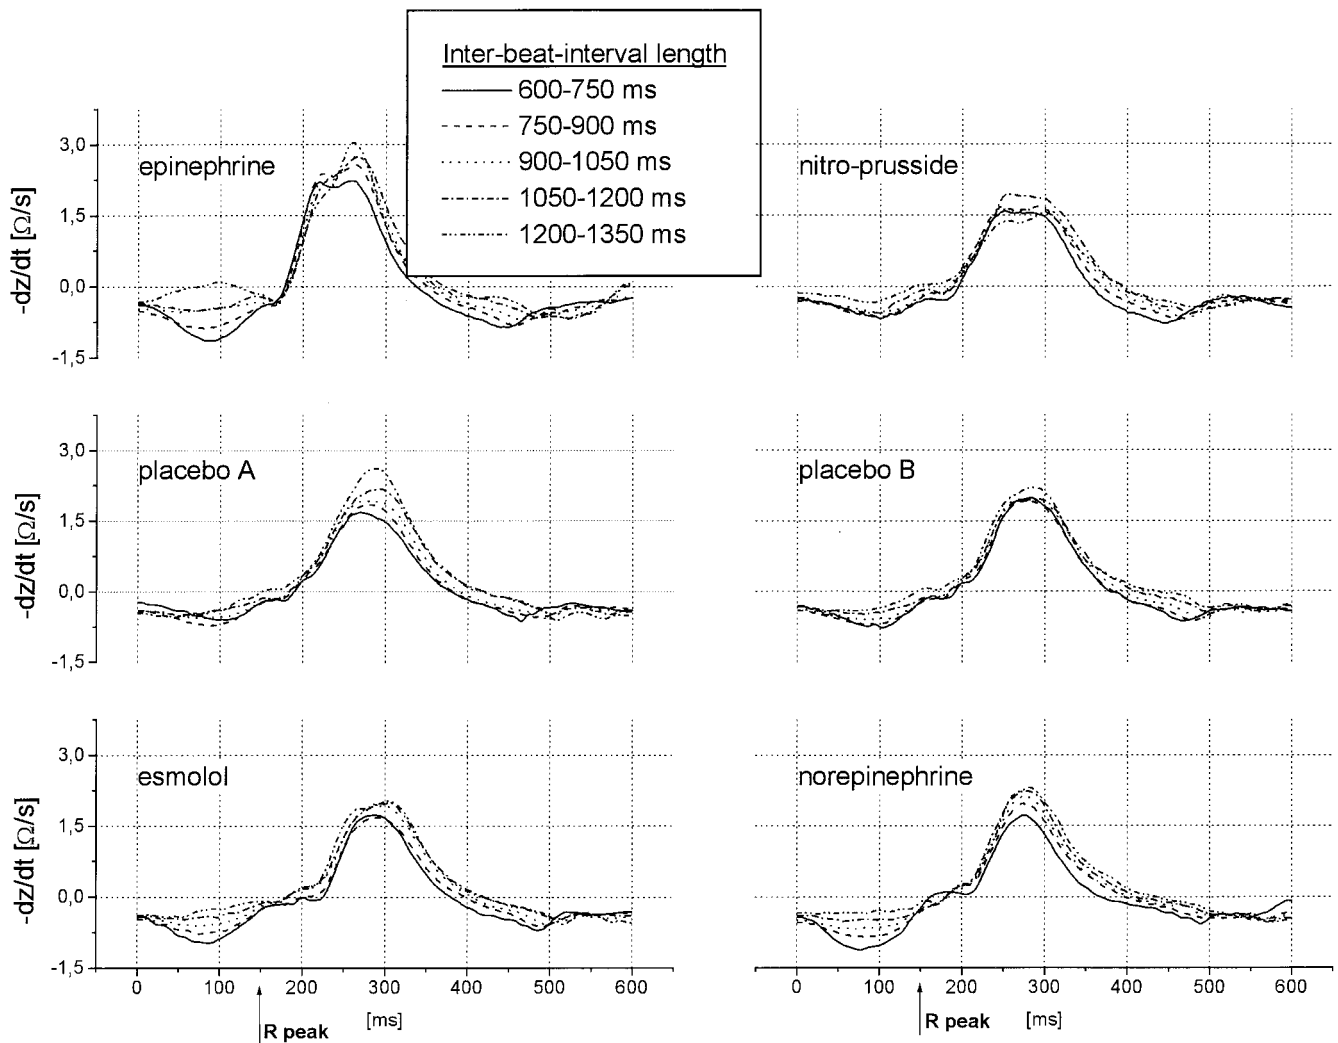 Inter-beat-interval length
600-750 ms
750-900 ms
900-1050 ms
1050-1200 ms
1200-1350 ms
-dz/dt [Ω/s]
3,0
1,5
0,0
-1,5
epinephrine
nitro-prusside
-dz/dt [Ω/s]
3,0
1,5
0,0
-1,5
placebo A
placebo B
-dz/dt [Ω/s]
3,0
1,5
0,0
-1,5
esmolol
norepinephrine
0 100 200 300 400 500 600
0 100 200 300 400 500 600
R peak [ms]
R peak [ms]